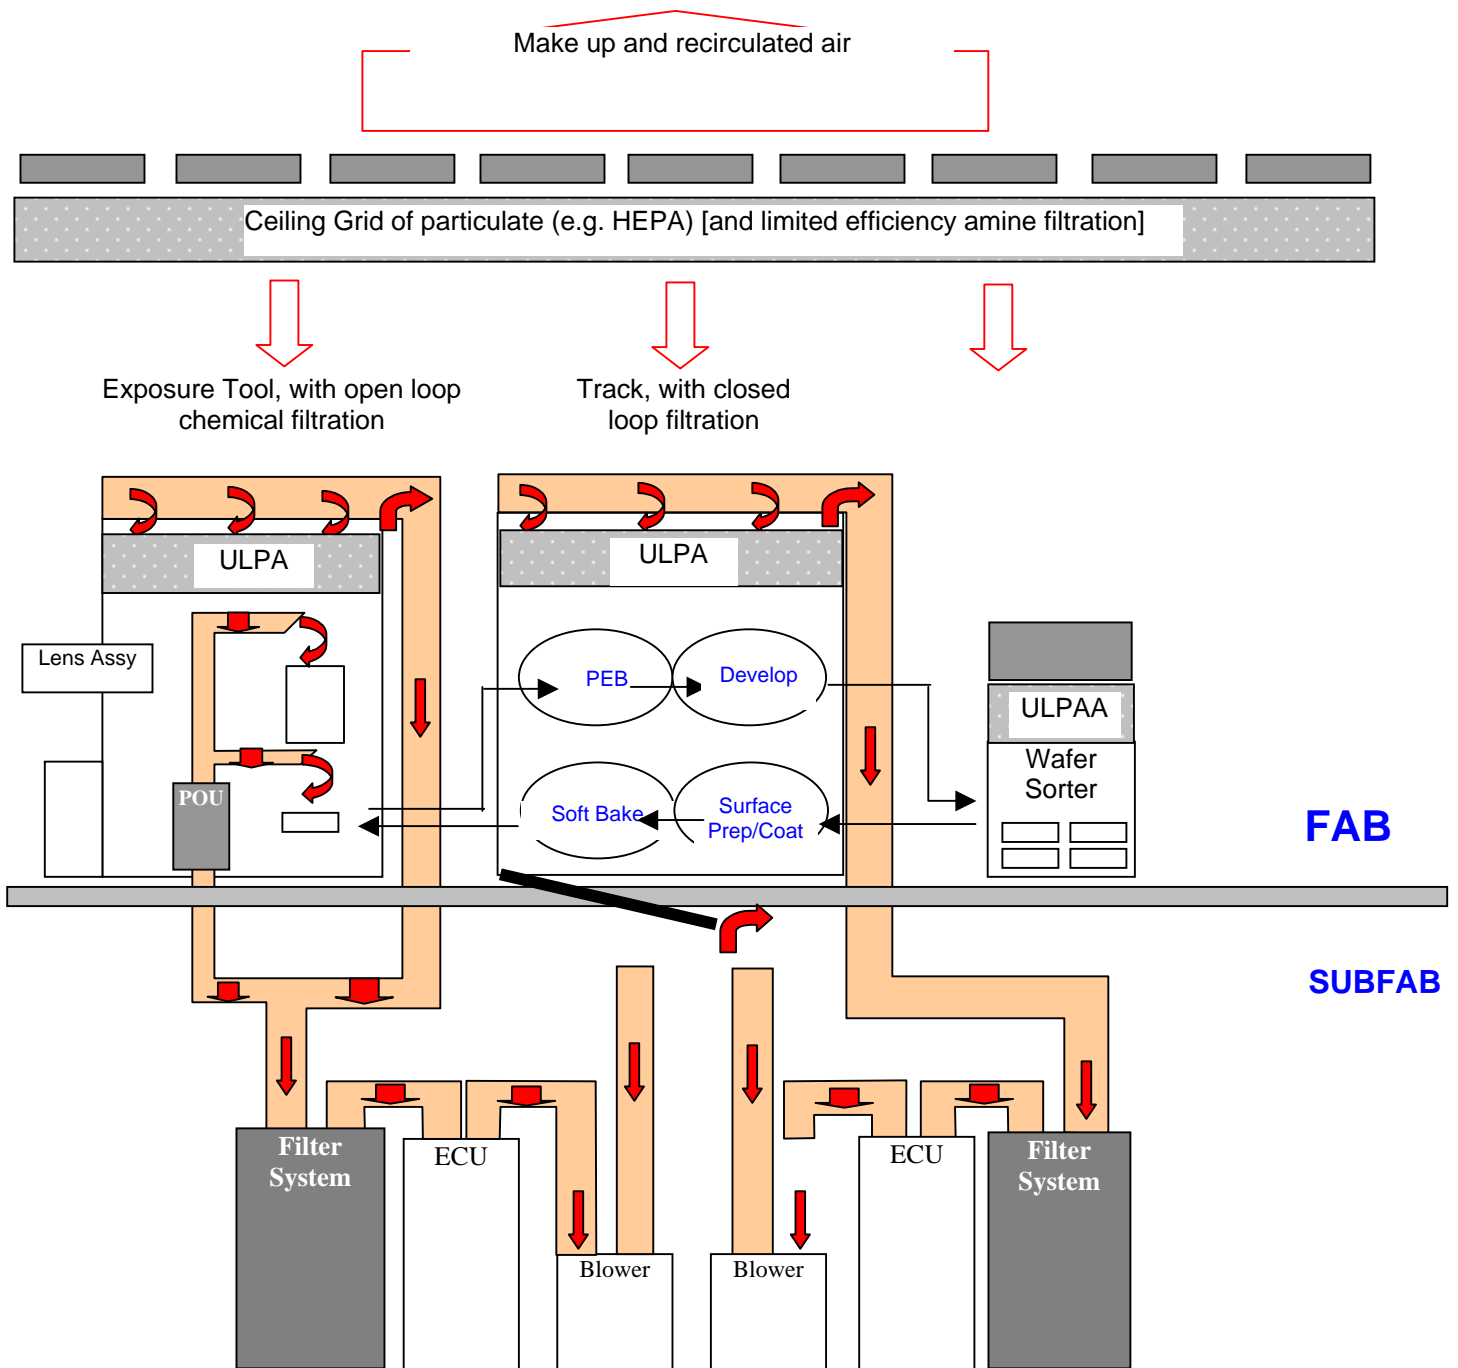 Make up and recirculated air
Ceiling Grid of particulate (e.g. HEPA) [and limited efficiency amine filtration]
Exposure Tool, with open loop
chemical filtration
Track, with closed
loop filtration
ULPA
ULPA
Lens Assy
PEB
Develop
ULPAA
Wafer
Sorter
POU
Soft Bake
Surface
Prep/Coat
FAB
SUBFAB
Filter
System
ECU
Blower
Blower
ECU
Filter
System